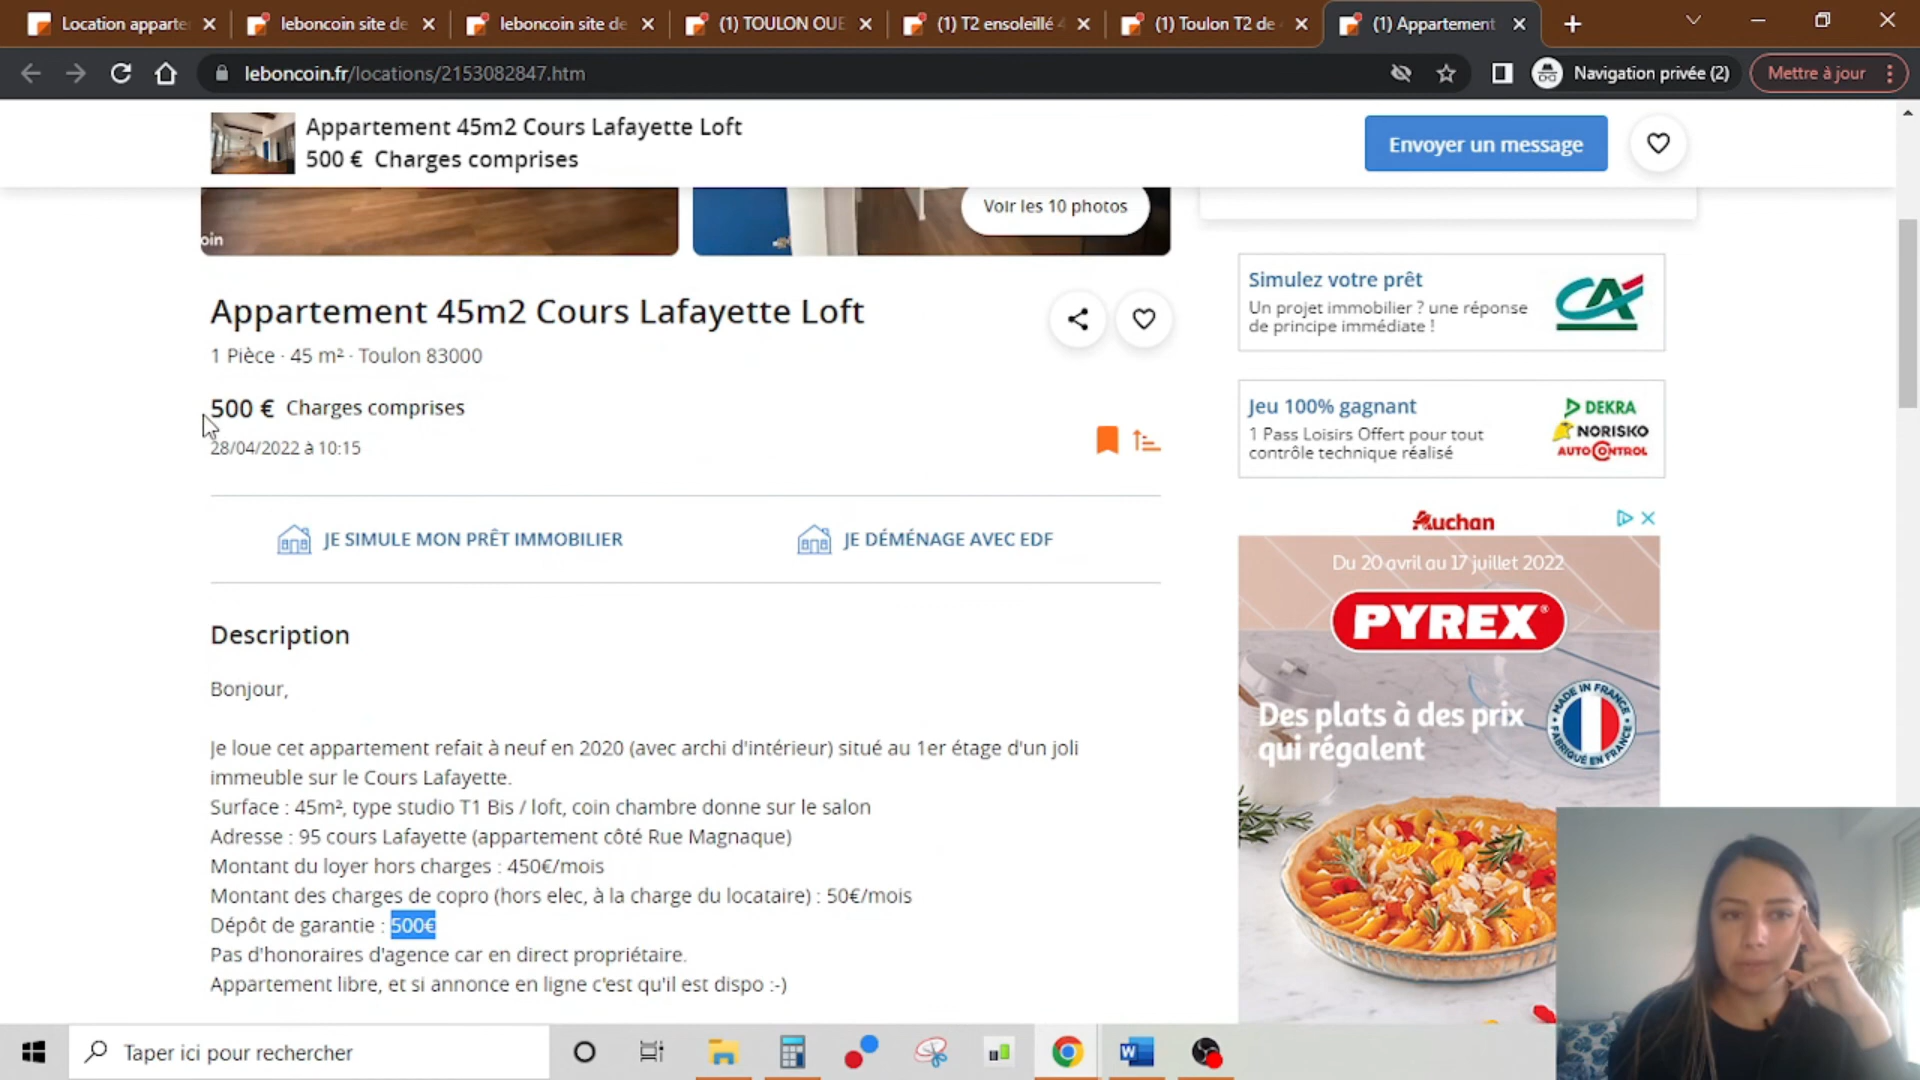 Location apparte
leboncoin site de
leboncoin site de
(1) TOULON OUE
(1) T2 ensoleillé 4
(1) Toulon T2 de
(1) Appartement
leboncoin.fr/locations/2153082847.htm
Navigation privée (2)
Mettre à jour
Appartement 45m2 Cours Lafayette Loft
500 € Charges comprises
Envoyer un message
oin
Voir les 10 photos
Appartement 45m2 Cours Lafayette Loft
1 Pièce · 45 m² · Toulon 83000
500 € Charges comprises
28/04/2022 à 10:15
JE SIMULE MON PRÊT IMMOBILIER
JE DÉMÉNAGE AVEC EDF
Description
Bonjour,
Je loue cet appartement refait à neuf en 2020 (avec archi d'intérieur) situé au 1er étage d'un joli
immeuble sur le Cours Lafayette.
Surface : 45m², type studio T1 Bis / loft, coin chambre donne sur le salon
Adresse : 95 cours Lafayette (appartement côté Rue Magnaque)
Montant du loyer hors charges : 450€/mois
Montant des charges de copro (hors elec, à la charge du locataire) : 50€/mois
Dépôt de garantie : 500€
Pas d'honoraires d'agence car en direct propriétaire.
Appartement libre, et si annonce en ligne c'est qu'il est dispo :-)
Simulez votre prêt
Un projet immobilier ? une réponse
de principe immédiate !
CA
Jeu 100% gagnant
1 Pass Loisirs Offert pour tout
contrôle technique réalisé
DEKRA
NORISKO
AUTOCONTROL
Auchan
Du 20 avril au 17 juillet 2022
PYREX®
Des plats à des prix
qui régalent
MADE IN FRANCE
FABRIQUÉ EN FRANCE
Taper ici pour rechercher